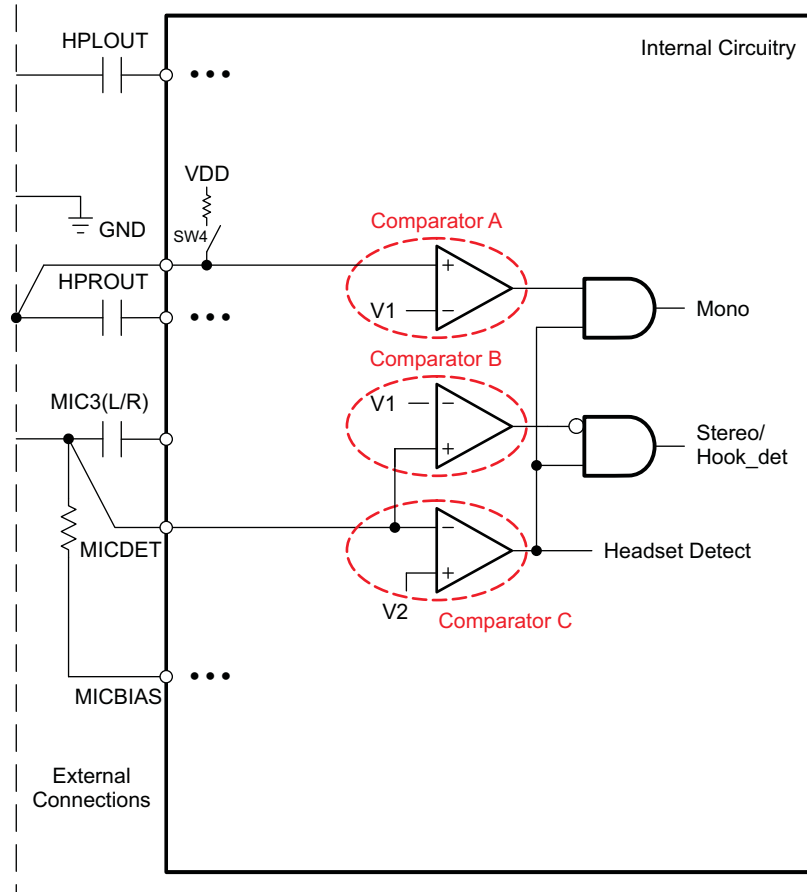 HPLOUT
Internal Circuitry
VDD
GND
SW4
Comparator A
HPROUT
+
V1
−
Mono
Comparator B
MIC3(L/R)
V1
−
+
Stereo/
Hook_det
MICDET
−
+
Headset Detect
V2
Comparator C
MICBIAS
External
Connections